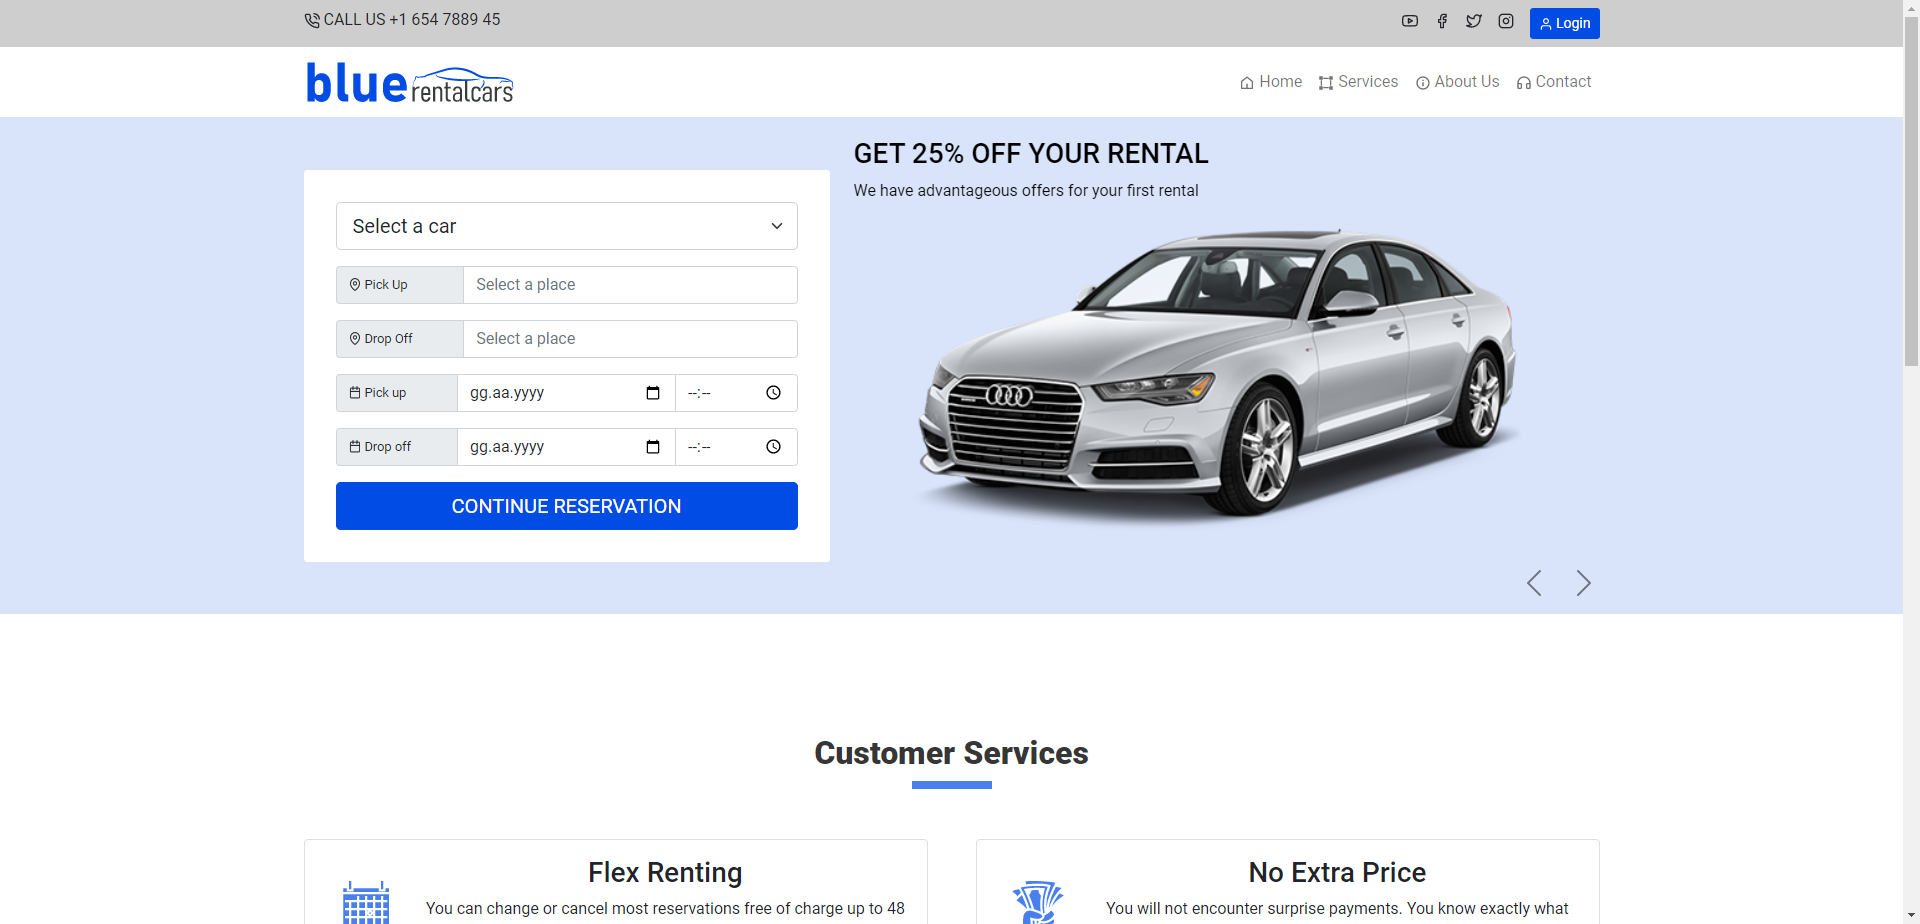 CALL US +1 654 7889 45
Login
blue rentalcars
Home Services About Us Contact
GET 25% OFF YOUR RENTAL
We have advantageous offers for your first rental
Select a car
Pick Up Select a place
Drop Off Select a place
Pick up gg.aa.yyyy --:--
Drop off gg.aa.yyyy --:--
CONTINUE RESERVATION
Customer Services
Flex Renting
You can change or cancel most reservations free of charge up to 48
No Extra Price
You will not encounter surprise payments. You know exactly what